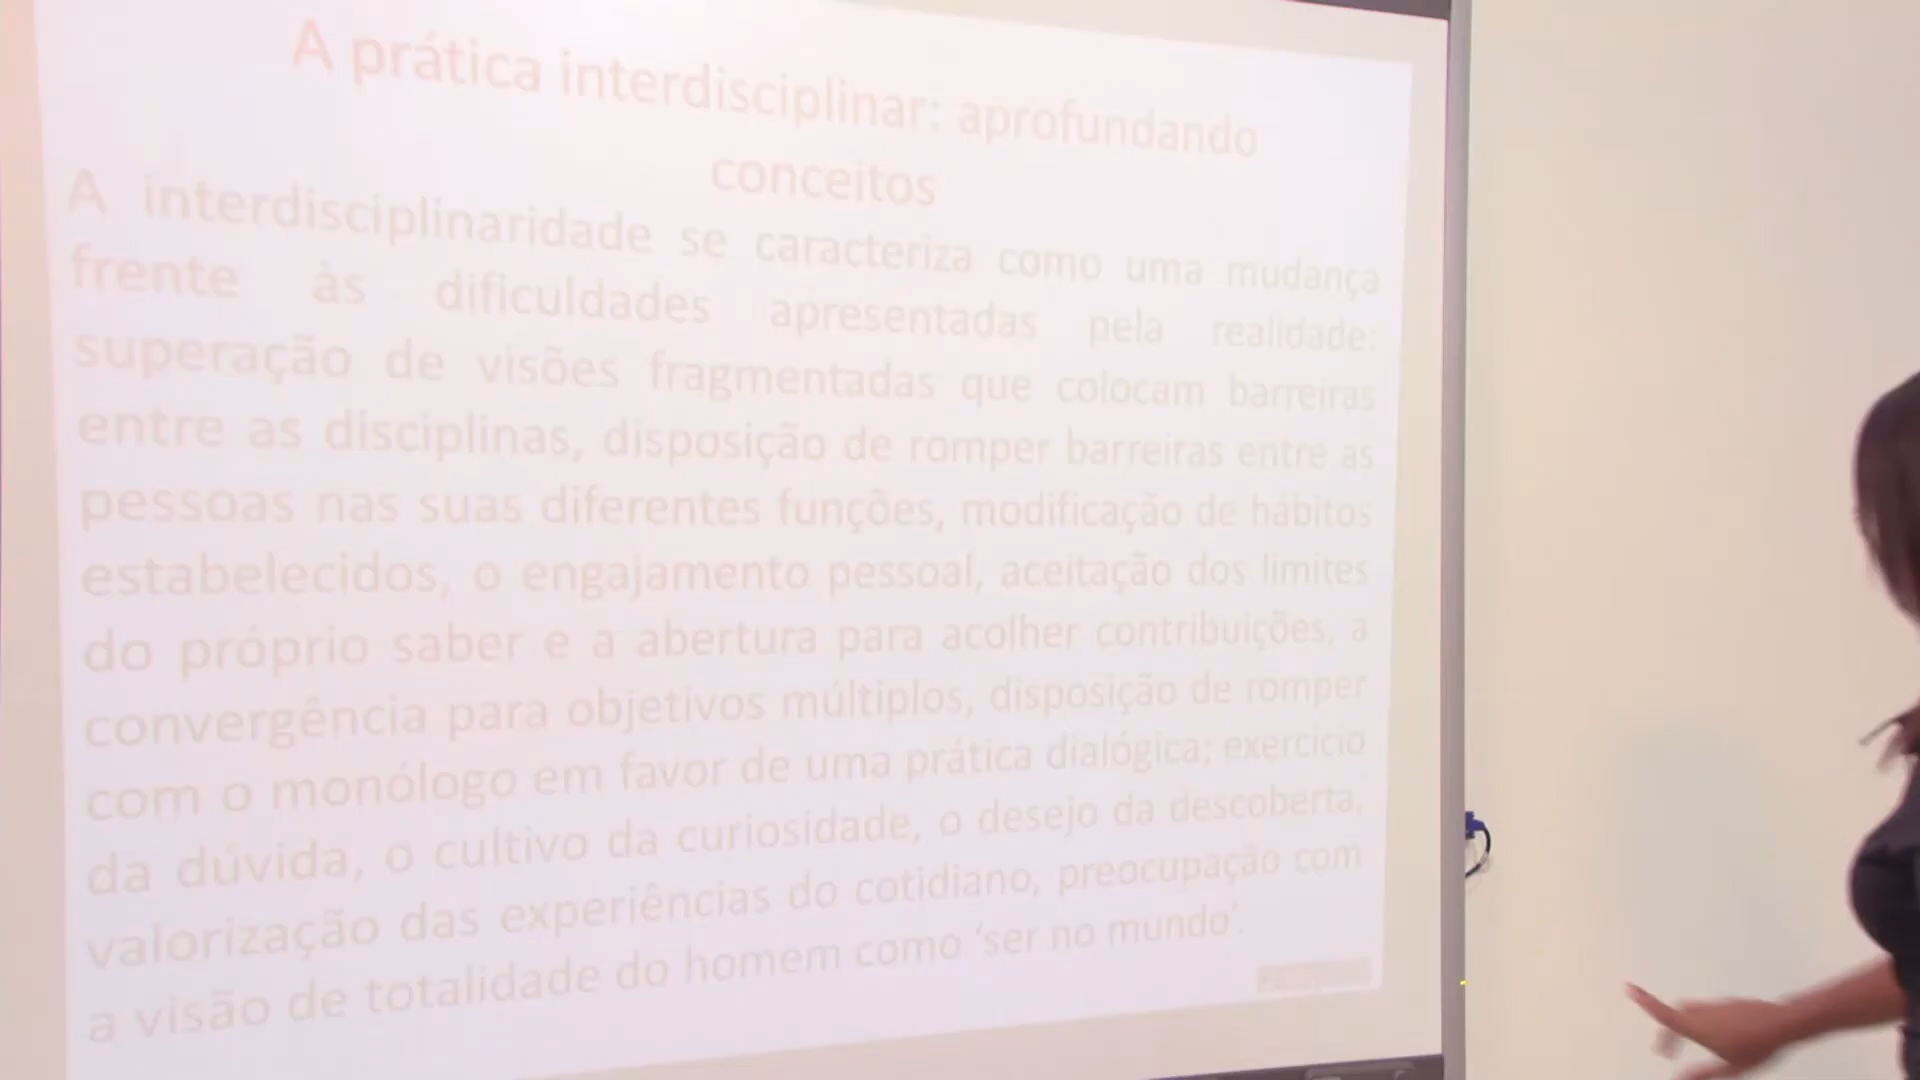 A prática interdisciplinar: aprofundando
conceitos
A interdisciplinaridade se caracteriza como uma mudança
frente às dificuldades apresentadas pela realidade:
superação de visões fragmentadas que colocam barreiras
entre as disciplinas, disposição de romper barreiras entre as
pessoas nas suas diferentes funções, modificação de hábitos
estabelecidos, o engajamento pessoal, aceitação dos limites
do próprio saber e a abertura para acolher contribuições, a
convergência para objetivos múltiplos, disposição de romper
com o monólogo em favor de uma prática dialógica; exercício
da dúvida, o cultivo da curiosidade, o desejo da descoberta,
valorização das experiências do cotidiano, preocupação com
a visão de totalidade do homem como ‘ser no mundo’.